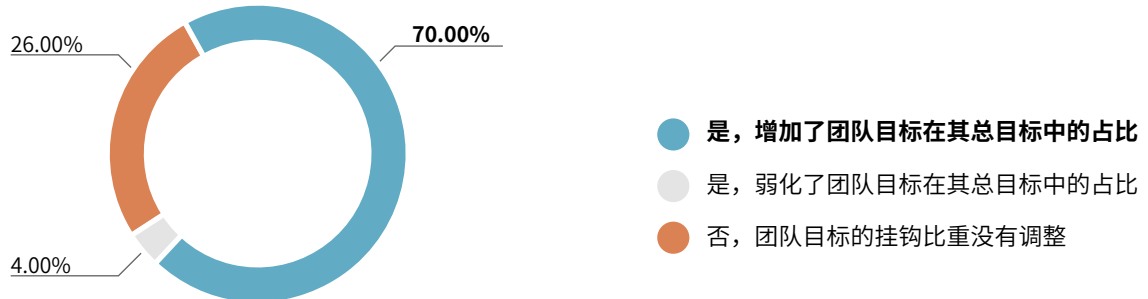 26.00%
70.00%
4.00%
是，增加了团队目标在其总目标中的占比
是，弱化了团队目标在其总目标中的占比
否，团队目标的挂钩比重没有调整